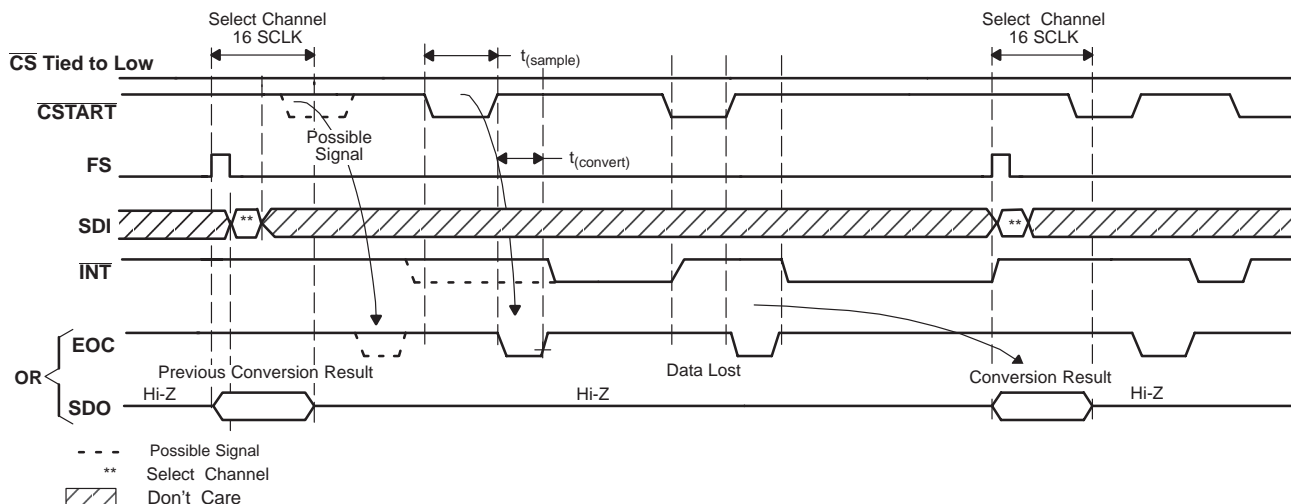 Select Channel
16 SCLK
Select Channel
16 SCLK
CS Tied to Low
t(sample)
CSTART
Possible
Signal
FS
t(convert)
SDI
**
**
INT
EOC
OR
Previous Conversion Result
Data Lost
Conversion Result
SDO
Hi-Z
Hi-Z
Hi-Z
Possible Signal
** Select Channel
Don't Care